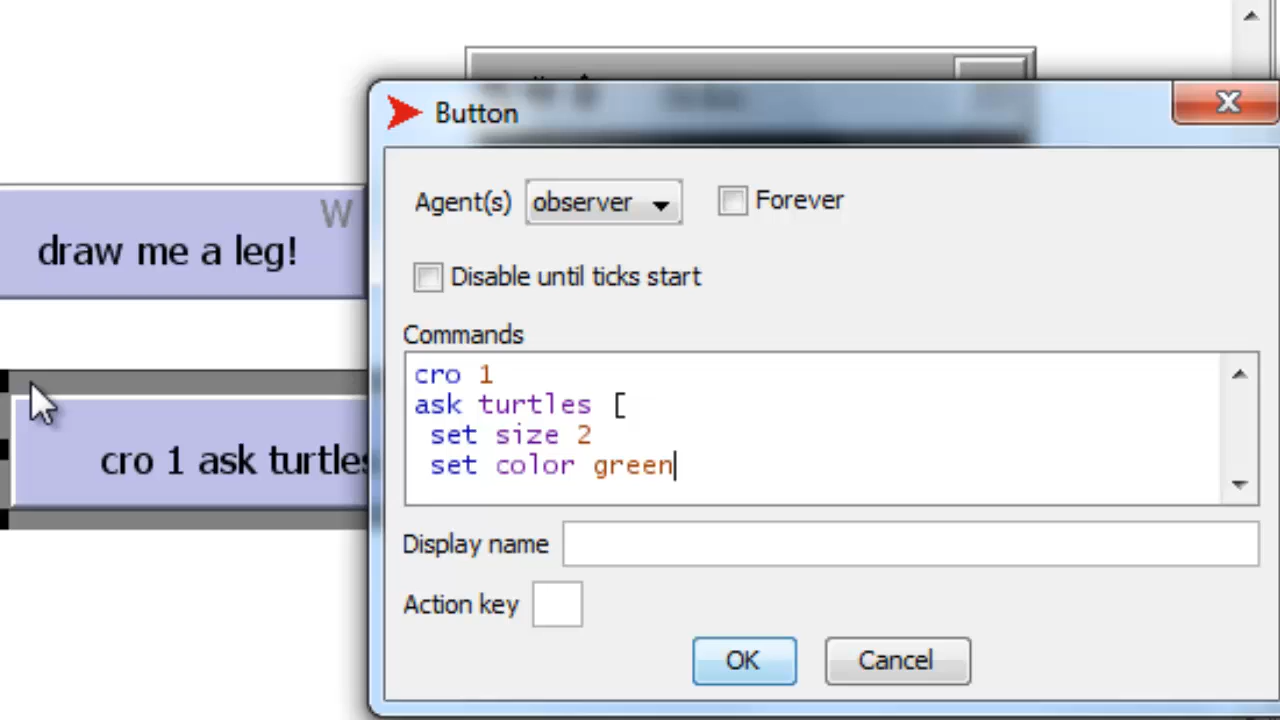 Button
Agent(s) observer Forever
W
draw me a leg!
Disable until ticks start
Commands
cro 1
ask turtles [
set size 2
set color green
cro 1 ask turtles
Display name
Action key
OK Cancel